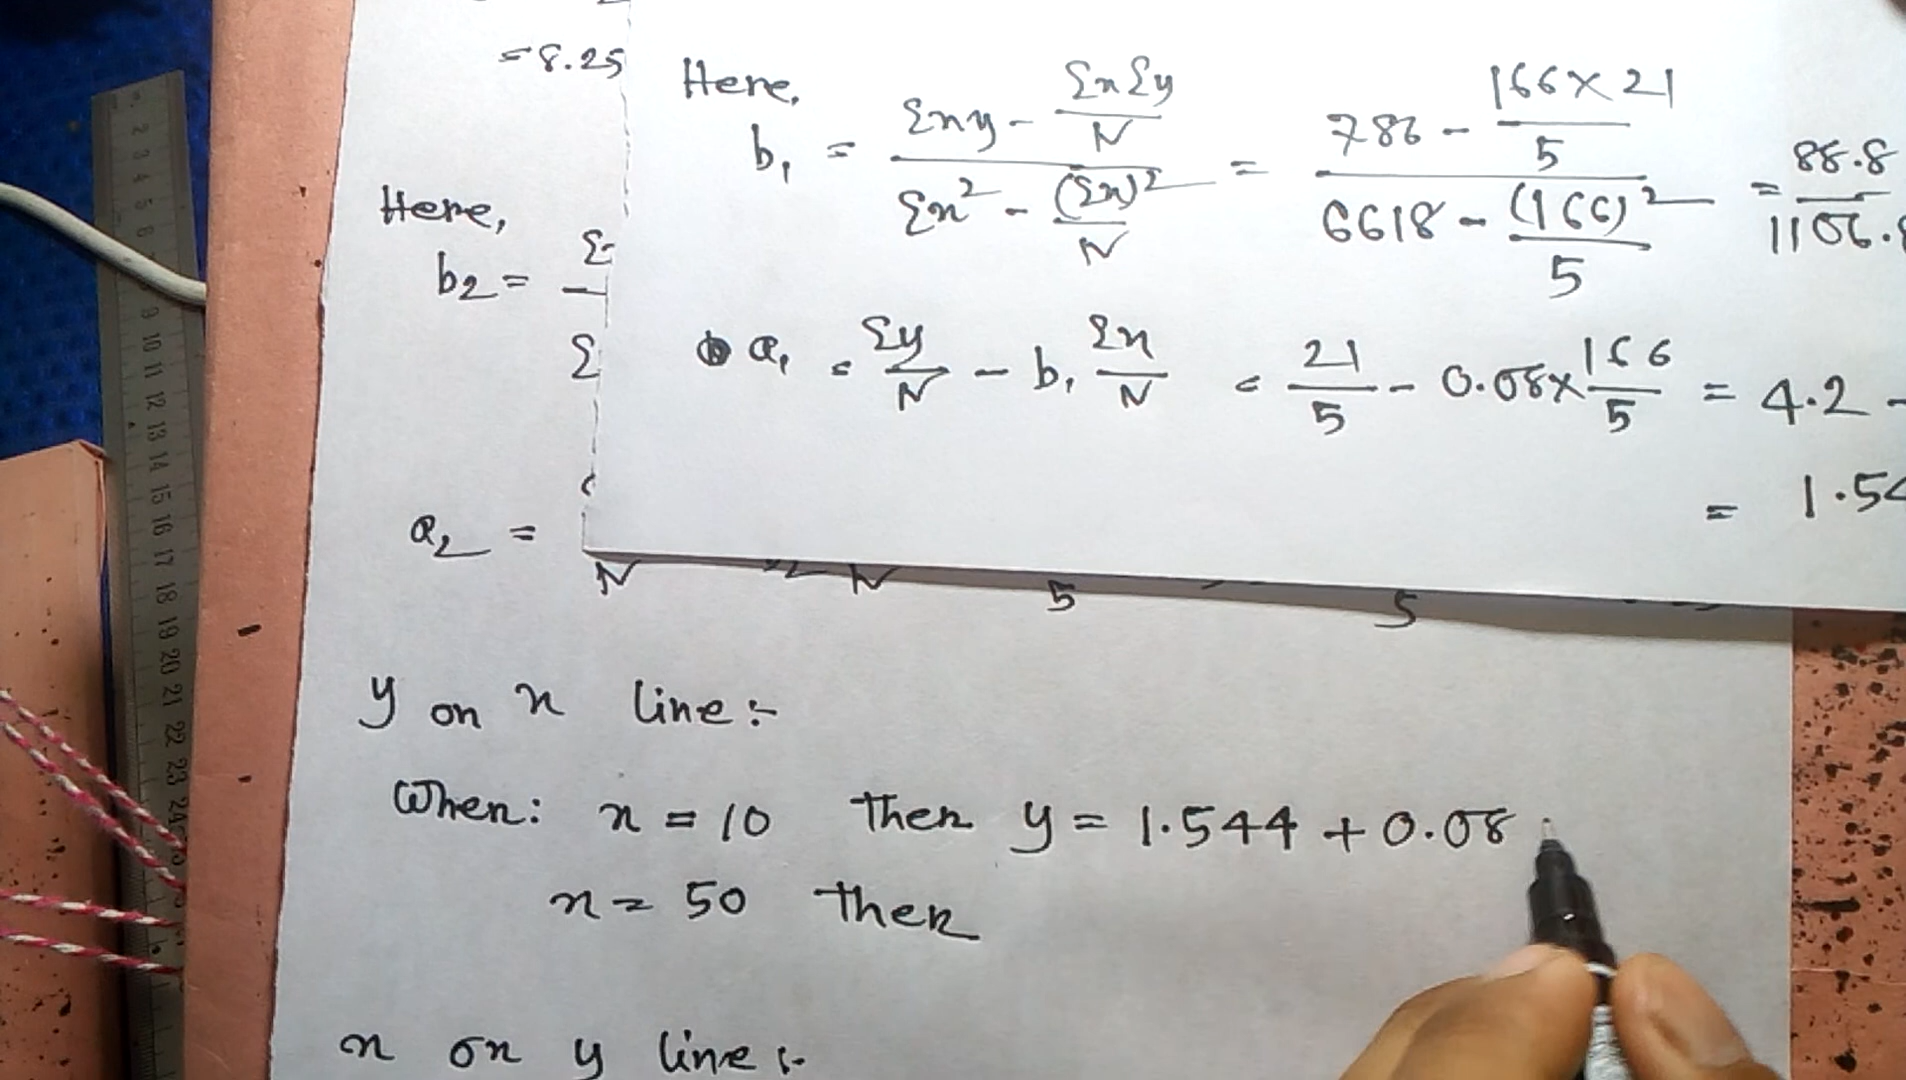 =8.25
Here,
b₁ = (Σxy - ΣxΣy/N) / (Σx² - (Σx)²/N) = (786 - 166×21/5) / (6618 - (166)²/5) = 88.8/1106.8
a₁ = Σy/N - b₁ Σx/N = 21/5 - 0.08×166/5 = 4.2 -
= 1.54
Here,
b₂ = Σ
Σ
a₂ =
N N 5 5
y on x line:-
When: x = 10 then y = 1.544 + 0.08
x = 50 then
x on y line:-